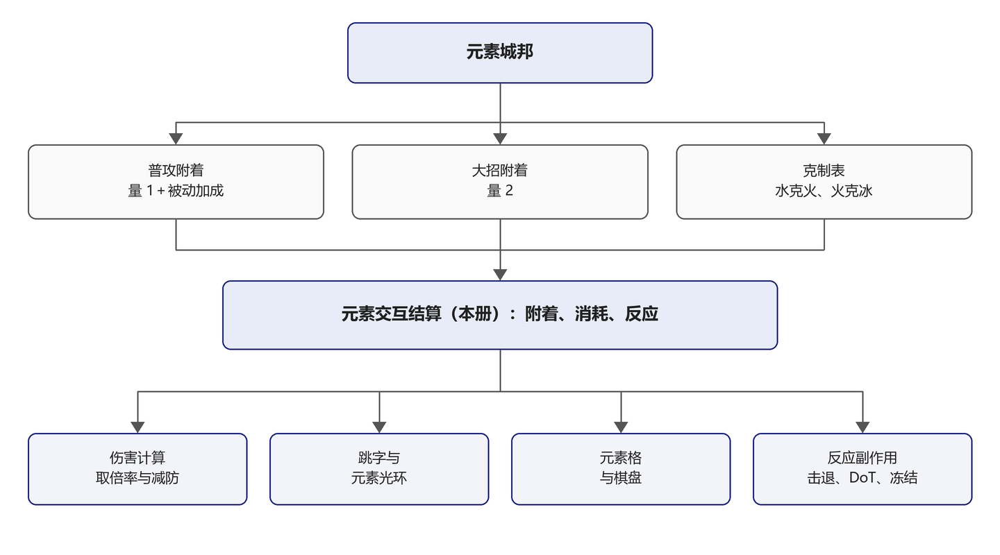 元素城邦
普攻附着
量 1 + 被动加成
大招附着
量 2
克制表
水克火、火克冰
元素交互结算（本册）：附着、消耗、反应
伤害计算
取倍率与减防
跳字与
元素光环
元素格
与棋盘
反应副作用
击退、DoT、冻结